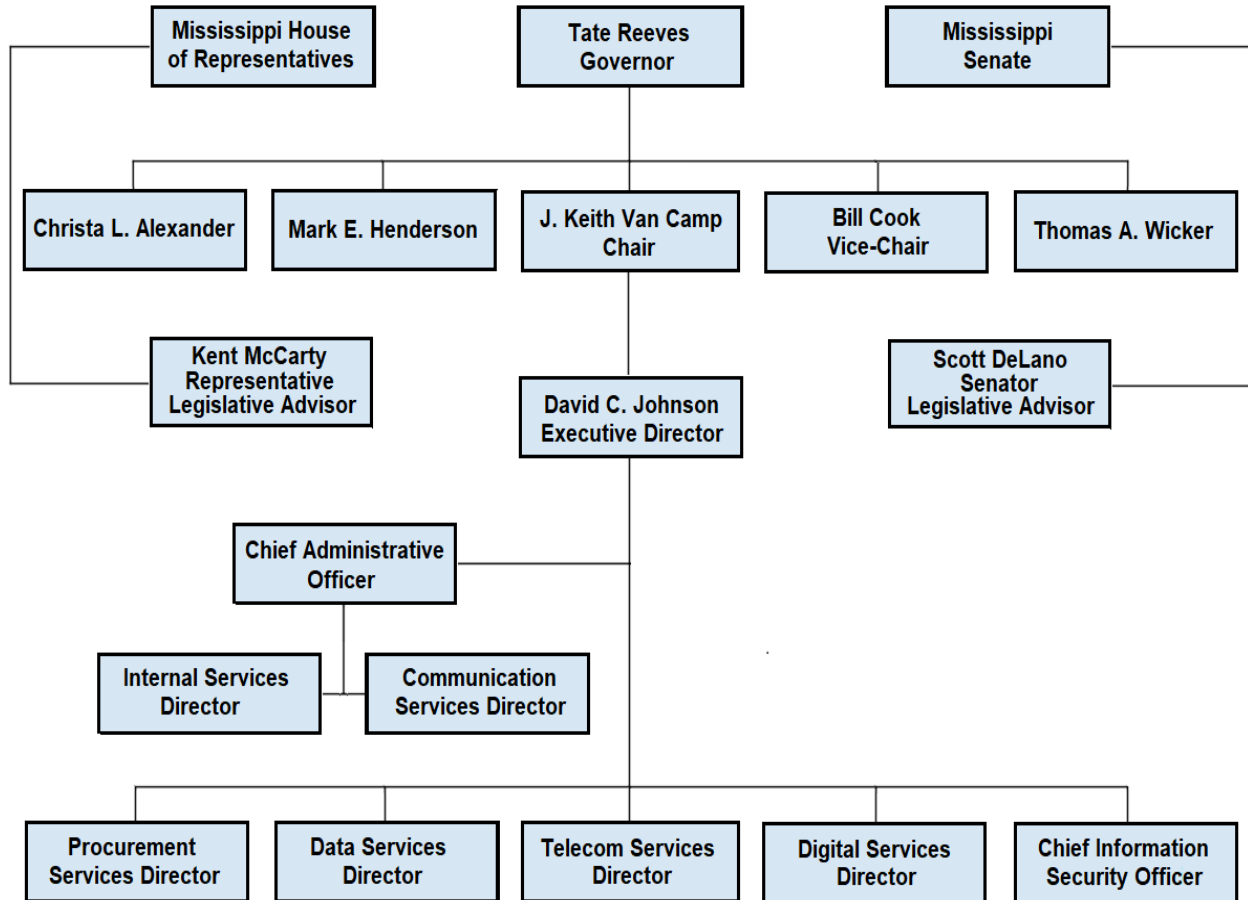 Mississippi House
of Representatives
Tate Reeves
Governor
Mississippi
Senate
Christa L. Alexander
Mark E. Henderson
J. Keith Van Camp
Chair
Bill Cook
Vice-Chair
Thomas A. Wicker
Kent McCarty
Representative
Legislative Advisor
David C. Johnson
Executive Director
Scott DeLano
Senator
Legislative Advisor
Chief Administrative
Officer
Internal Services
Director
Communication
Services Director
Procurement
Services Director
Data Services
Director
Telecom Services
Director
Digital Services
Director
Chief Information
Security Officer